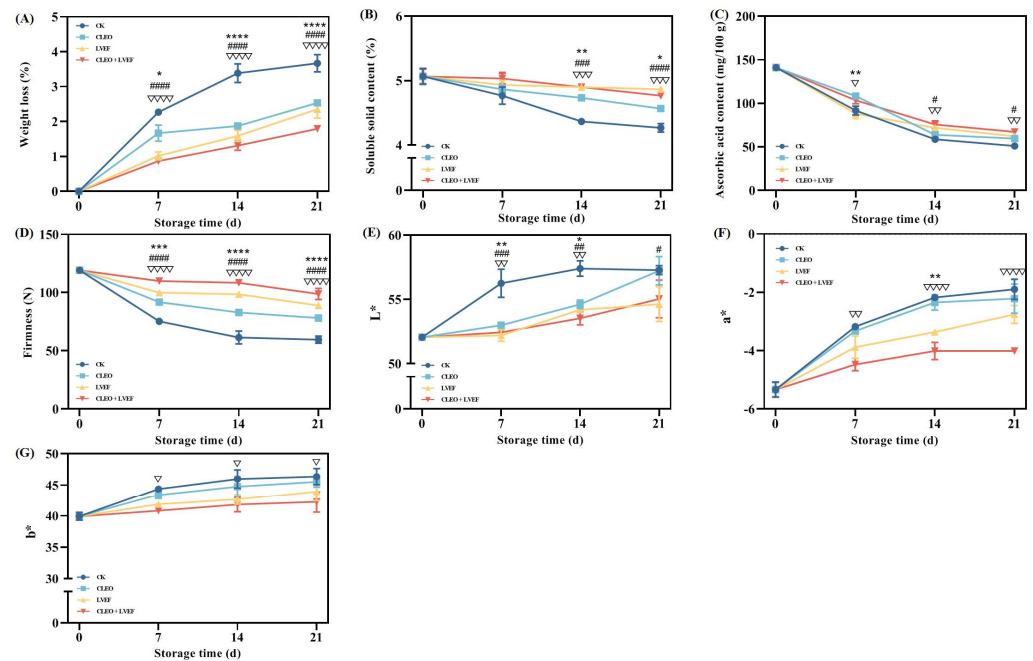 (A)
Weight loss (%)
5
4
3
2
1
0
CK
CLEO
LVEF
CLEO+LVEF
*
####
▽▽▽▽
****
####
▽▽▽▽
****
####
▽▽▽▽
0 7 14 21
Storage time (d)
(B)
Soluble solid content (%)
6
5
4
0
**
###
▽▽▽
*
####
▽▽▽
CK
CLEO
LVEF
CLEO+LVEF
0 7 14 21
Storage time (d)
(C)
Ascorbic acid content (mg/100 g)
200
150
100
50
0
**
▽
#
▽▽
#
▽▽
CK
CLEO
LVEF
CLEO+LVEF
0 7 14 21
Storage time (d)
(D)
Firmness (N)
150
100
50
0
***
####
▽▽▽▽
****
####
▽▽▽▽
****
####
▽▽▽▽
CK
CLEO
LVEF
CLEO+LVEF
0 7 14 21
Storage time (d)
(E)
L*
60
55
50
0
**
###
▽▽
*
##
▽▽
#
CK
CLEO
LVEF
CLEO+LVEF
0 7 14 21
Storage time (d)
(F)
a*
0
-2
-4
-6
CK
CLEO
LVEF
CLEO+LVEF
▽▽
**
▽▽▽▽
▽▽▽▽
0 7 14 21
Storage time (d)
(G)
b*
50
45
40
35
30
0
▽
▽
▽
CK
CLEO
LVEF
CLEO+LVEF
0 7 14 21
Storage time (d)